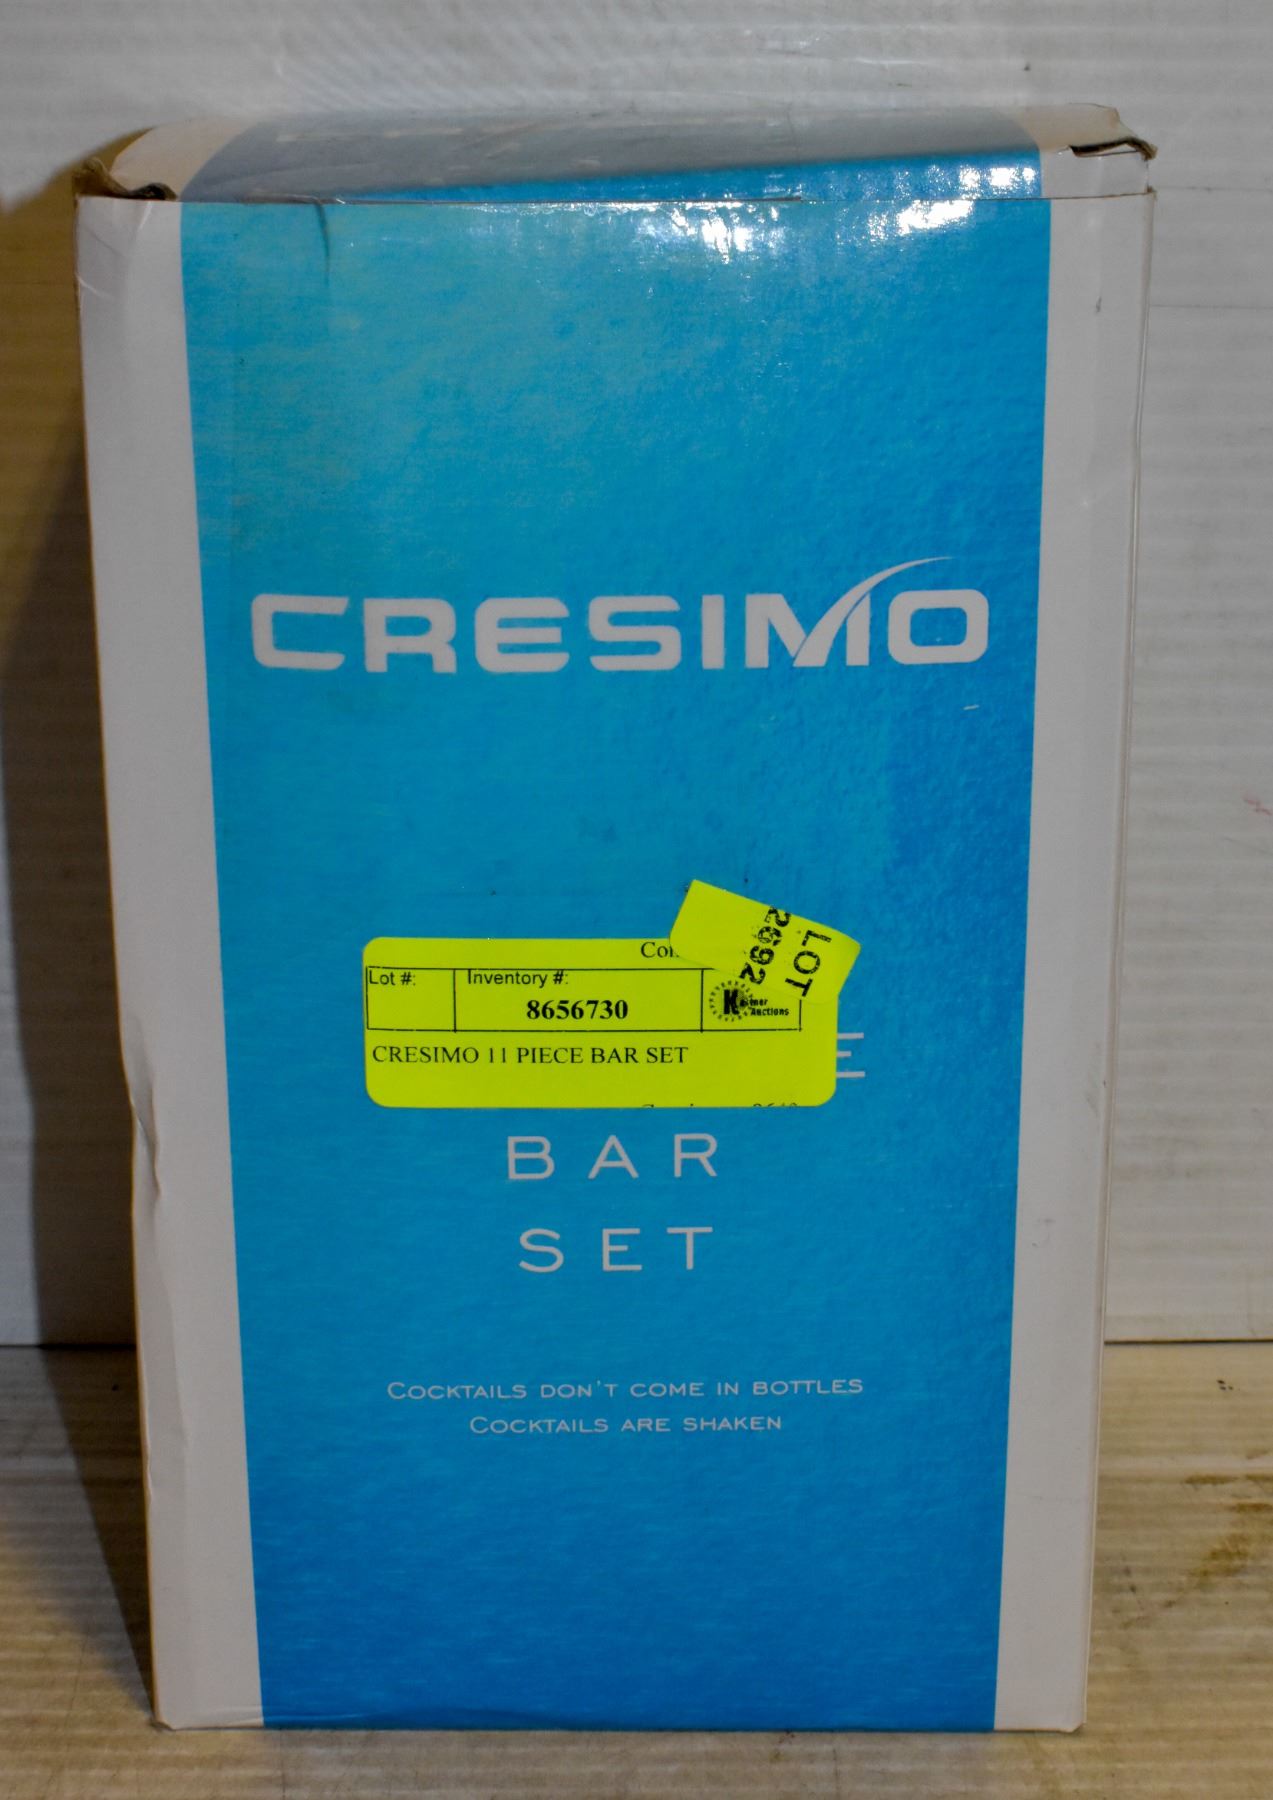 CRESIMO
LOT
2692
Lot #:
Inventory #:
8656730
Auctions
CRESIMO 11 PIECE BAR SET
BAR
SET
COCKTAILS DON'T COME IN BOTTLES
COCKTAILS ARE SHAKEN